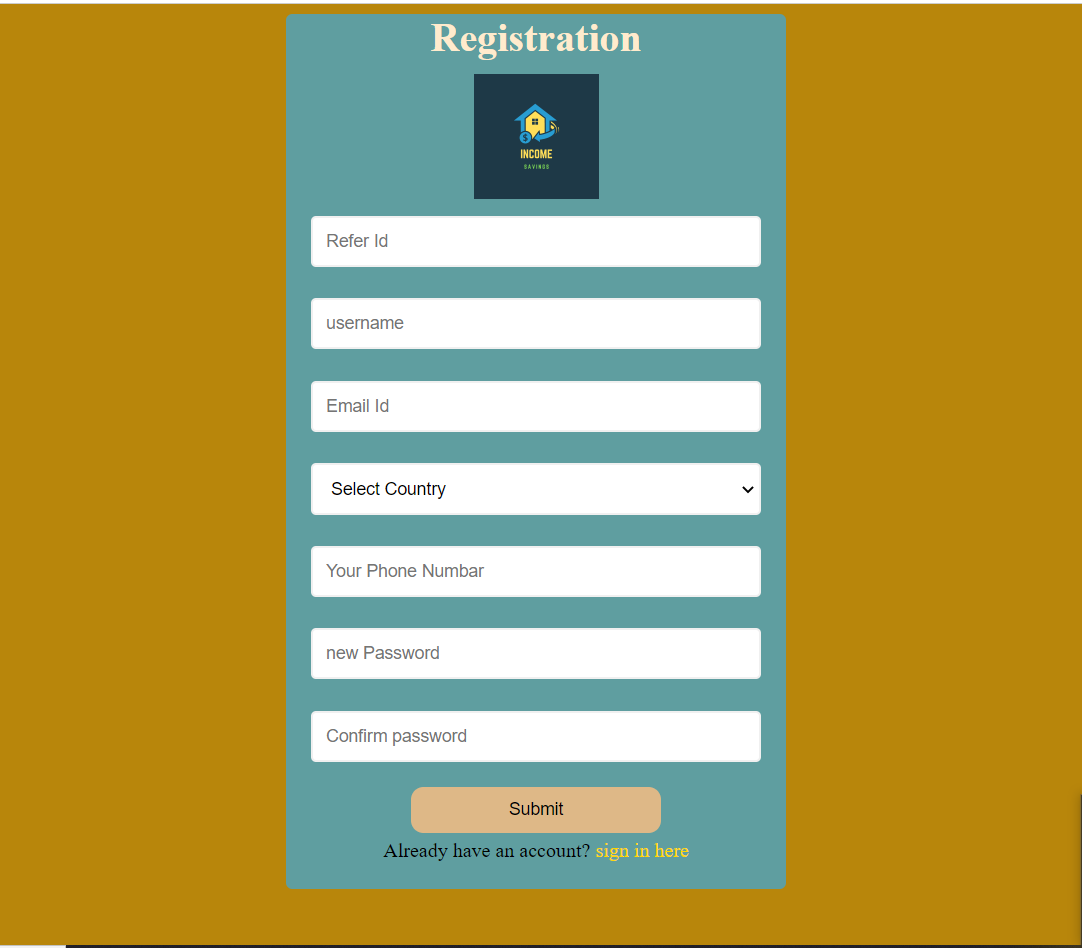 Registration
$
INCOME
SAVINGS
Refer Id
username
Email Id
Select Country
Your Phone Numbar
new Password
Confirm password
Submit
Already have an account? sign in here